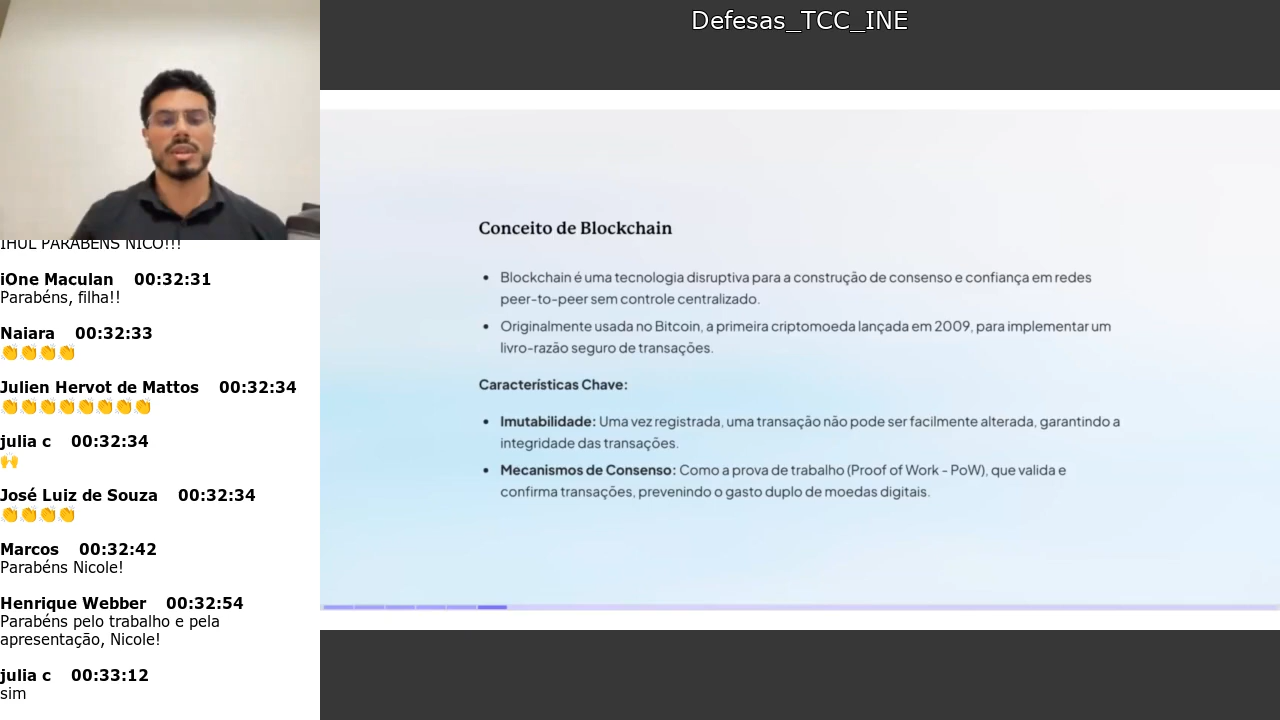 Defesas_TCC_INE
IHUL PARABENS NICO!!!
iOne Maculan 00:32:31
Parabéns, filha!!
Naiara 00:32:33
👏👏👏👏
Julien Hervot de Mattos 00:32:34
👏👏👏👏👏👏👏👏
julia c 00:32:34
🙌
José Luiz de Souza 00:32:34
👏👏👏👏
Marcos 00:32:42
Parabéns Nicole!
Henrique Webber 00:32:54
Parabéns pelo trabalho e pela
apresentação, Nicole!
julia c 00:33:12
sim
Conceito de Blockchain
• Blockchain é uma tecnologia disruptiva para a construção de consenso e confiança em redes
peer-to-peer sem controle centralizado.
• Originalmente usada no Bitcoin, a primeira criptomoeda lançada em 2009, para implementar um
livro-razão seguro de transações.
Características Chave:
• Imutabilidade: Uma vez registrada, uma transação não pode ser facilmente alterada, garantindo a
integridade das transações.
• Mecanismos de Consenso: Como a prova de trabalho (Proof of Work - PoW), que valida e
confirma transações, prevenindo o gasto duplo de moedas digitais.